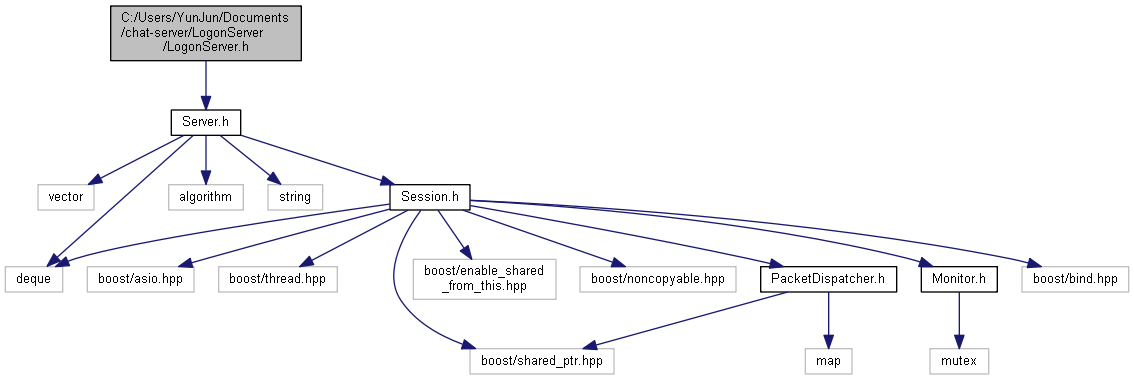 C:/Users/YunJun/Documents
/chat-server/LogonServer
/LogonServer.h
Server.h
vector
algorithm
string
Session.h
deque
boost/asio.hpp
boost/thread.hpp
boost/enable_shared
_from_this.hpp
boost/noncopyable.hpp
PacketDispatcher.h
Monitor.h
boost/bind.hpp
boost/shared_ptr.hpp
map
mutex